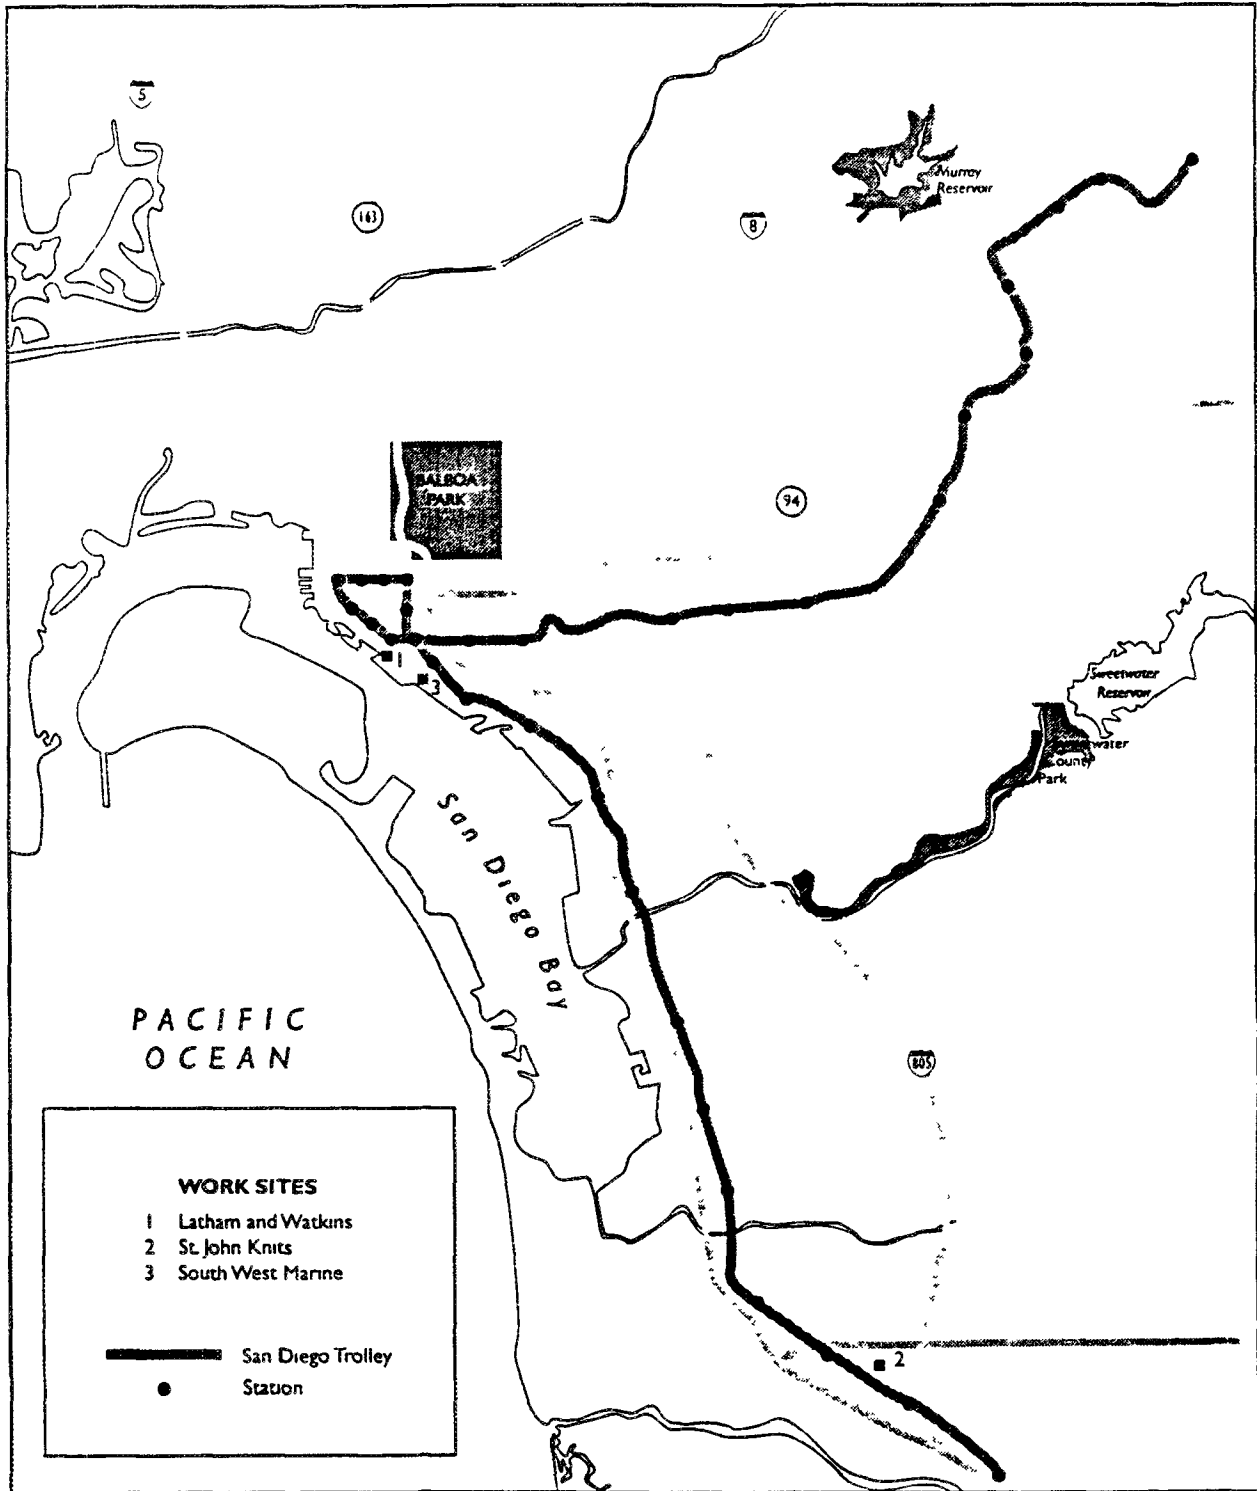 5
163
8
Murray
Reservoir
BALBOA
PARK
94
1
3
Sweetwater
Reservoir
County
Park
San Diego Bay
PACIFIC
OCEAN
805
WORK SITES
1 Latham and Watkins
2 St. John Knits
3 South West Marine
San Diego Trolley
Station
2